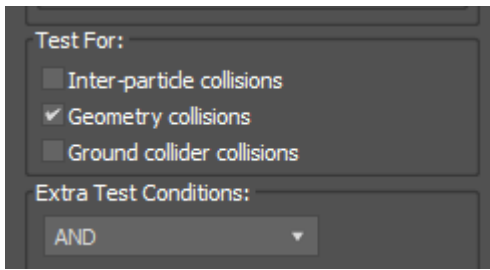 Test For:
Inter-particle collisions
Geometry collisions
Ground collider collisions
Extra Test Conditions:
AND